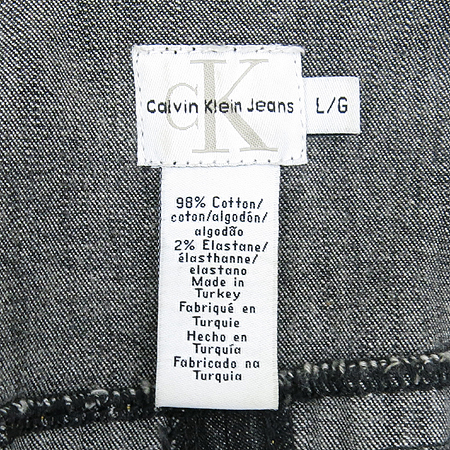 CK
Calvin Klein Jeans
L/G
98% Cotton/
coton/algodón/
algodão
2% Elastane/
élasthanne/
elastano
Made in
Turkey
Fabriqué en
Turquie
Hecho en
Turquía
Fabricado na
Turquia